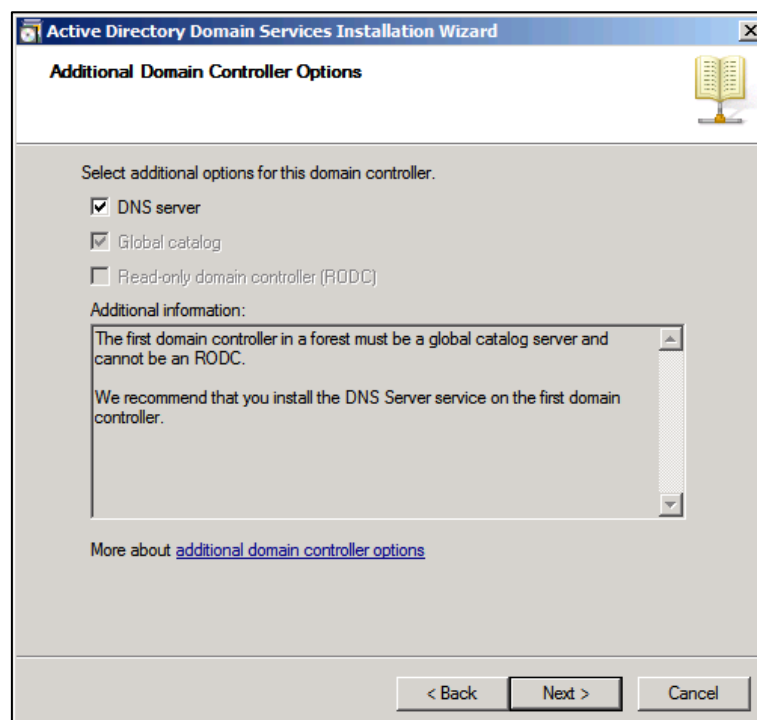 Active Directory Domain Services Installation Wizard
Additional Domain Controller Options
Select additional options for this domain controller.
DNS server
Global catalog
Read-only domain controller (RODC)
Additional information:
The first domain controller in a forest must be a global catalog server and
cannot be an RODC.
We recommend that you install the DNS Server service on the first domain
controller.
More about additional domain controller options
< Back Next > Cancel